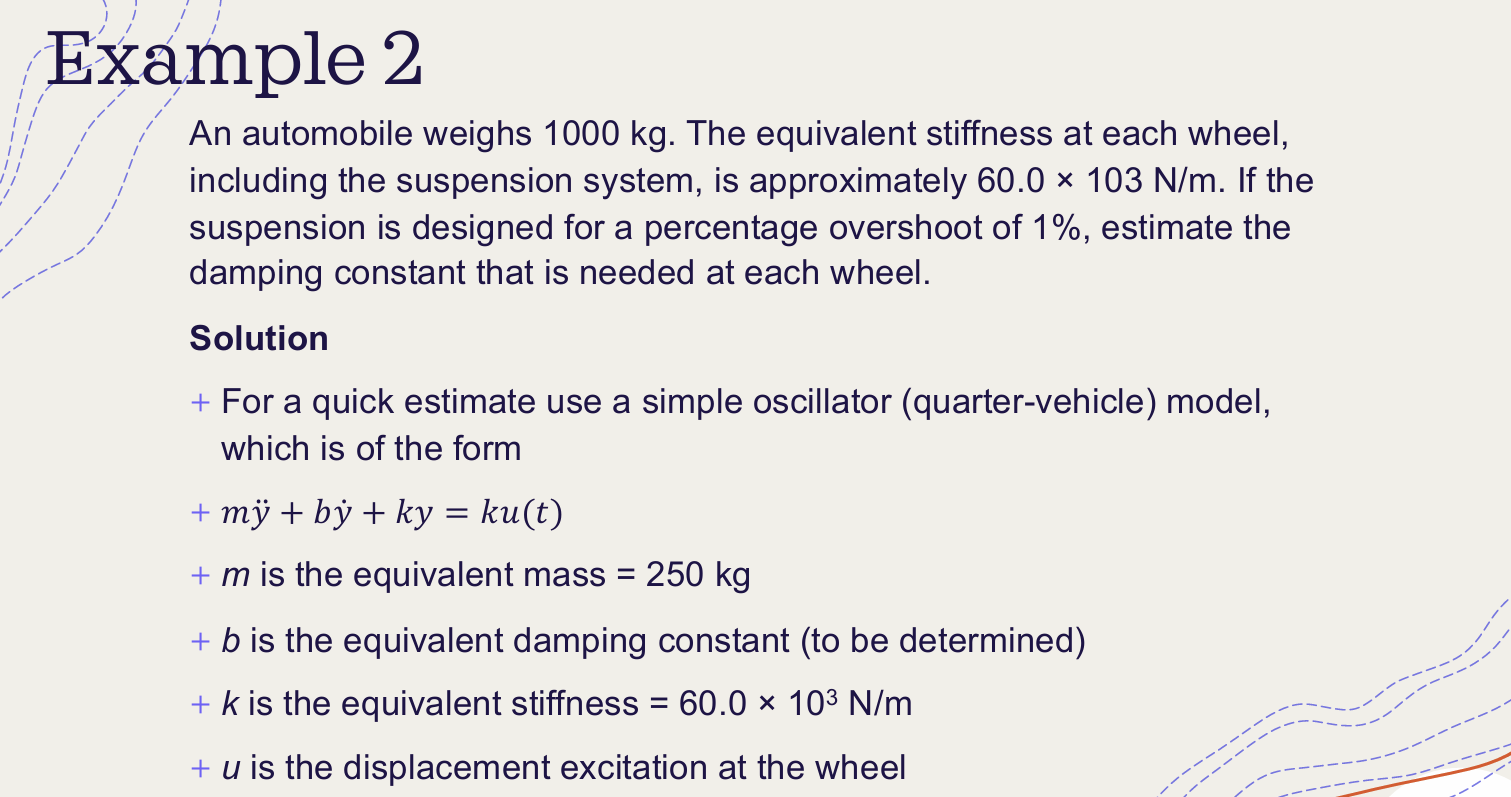 Example 2
An automobile weighs 1000 kg. The equivalent stiffness at each wheel,
including the suspension system, is approximately 60.0 × 103 N/m. If the
suspension is designed for a percentage overshoot of 1%, estimate the
damping constant that is needed at each wheel.
Solution
+ For a quick estimate use a simple oscillator (quarter-vehicle) model,
which is of the form
+ mÿ + bẏ + ky = ku(t)
+ m is the equivalent mass = 250 kg
+ b is the equivalent damping constant (to be determined)
+ k is the equivalent stiffness = 60.0 × 10³ N/m
+ u is the displacement excitation at the wheel